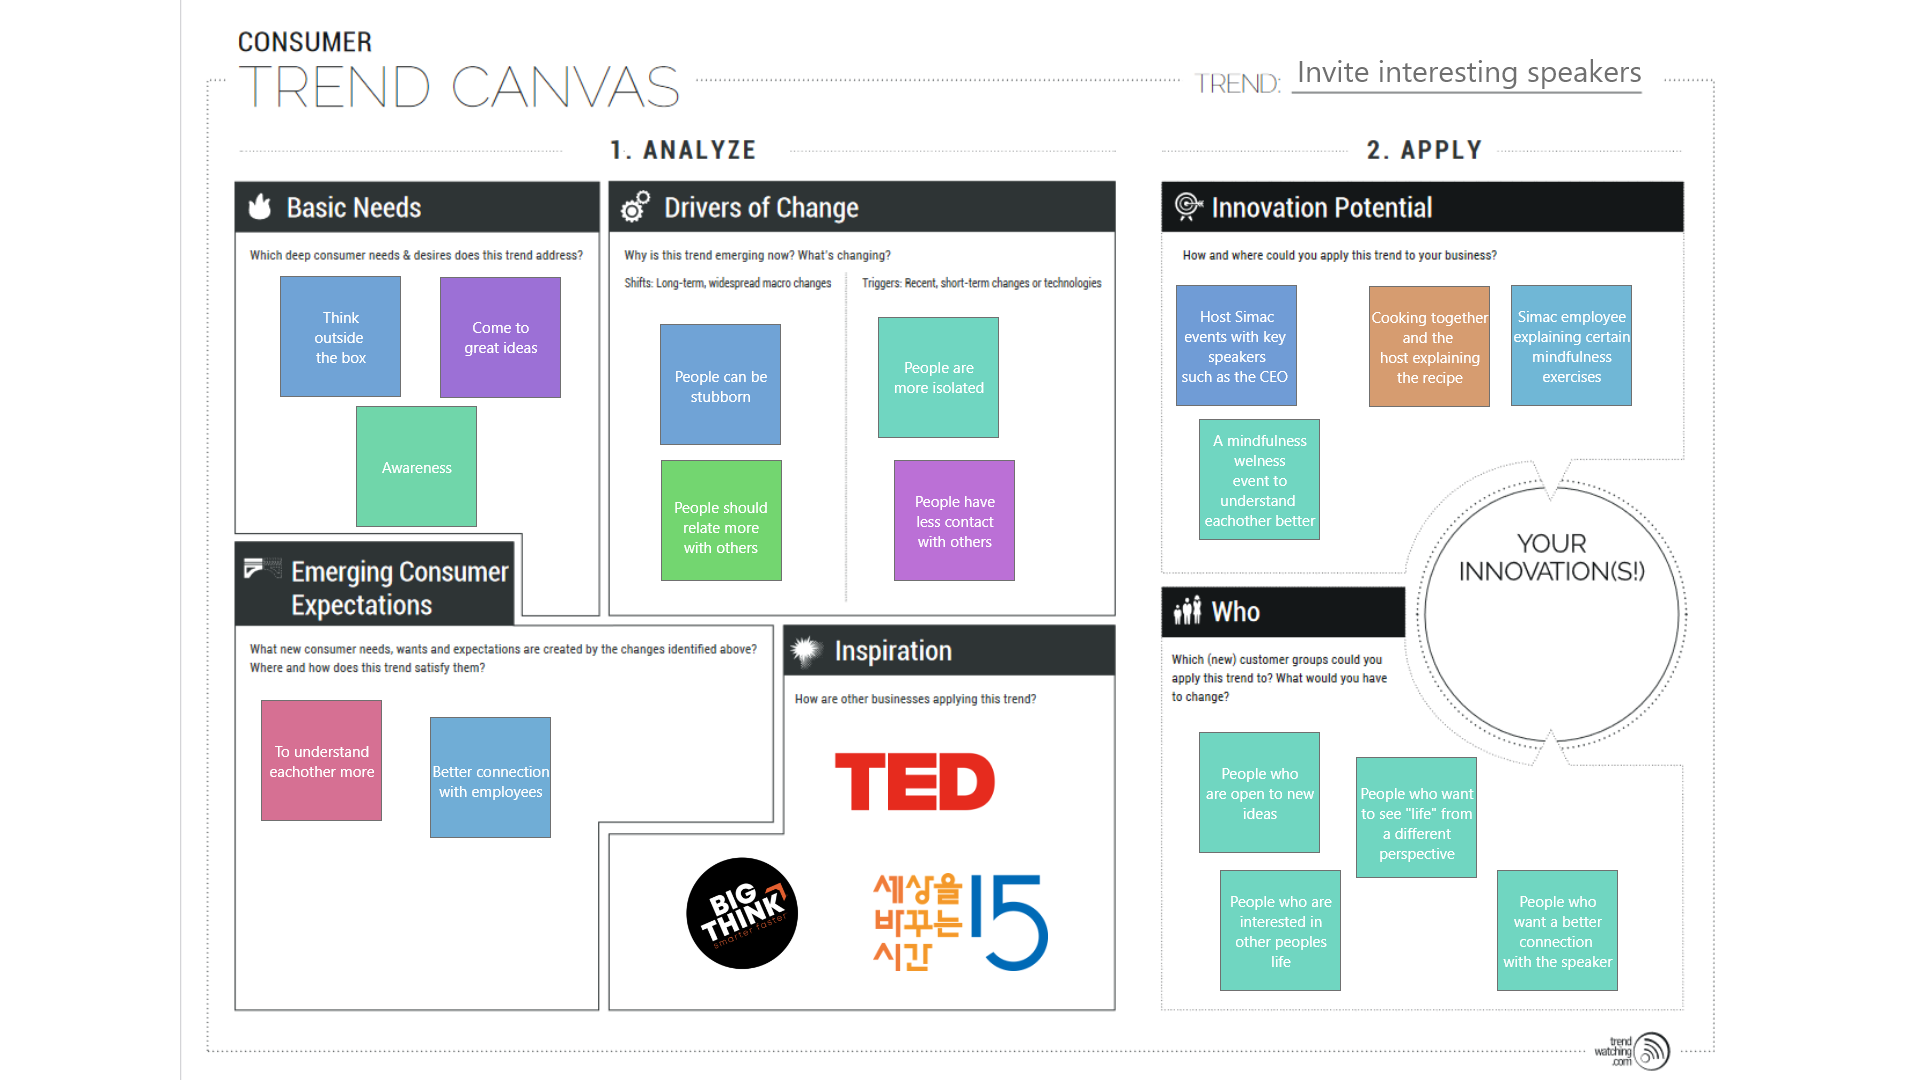 CONSUMER
TREND CANVAS
TREND: Invite interesting speakers
1. ANALYZE
2. APPLY
Basic Needs
Which deep consumer needs & desires does this trend address?
Think
outside
the box
Come to
great ideas
Awareness
Drivers of Change
Why is this trend emerging now? What's changing?
Shifts: Long-term, widespread macro changes
Triggers: Recent, short-term changes or technologies
People can be
stubborn
People should
relate more
with others
People are
more isolated
People have
less contact
with others
Emerging Consumer
Expectations
What new consumer needs, wants and expectations are created by the changes identified above?
Where and how does this trend satisfy them?
To understand
eachother more
Better connection
with employees
Inspiration
How are other businesses applying this trend?
TED
BIG
THINK
smarter faster
세상을
바꾸는
시간
15
Innovation Potential
How and where could you apply this trend to your business?
Host Simac
events with key
speakers
such as the CEO
Cooking together
and the
host explaining
the recipe
Simac employee
explaining certain
mindfulness
exercises
A mindfulness
welness
event to
understand
eachother better
YOUR
INNOVATION(S!)
Who
Which (new) customer groups could you
apply this trend to? What would you have
to change?
People who
are open to new
ideas
People who want
to see "life" from
a different
perspective
People who are
interested in
other peoples
life
People who
want a better
connection
with the speaker
trend
watching
.com